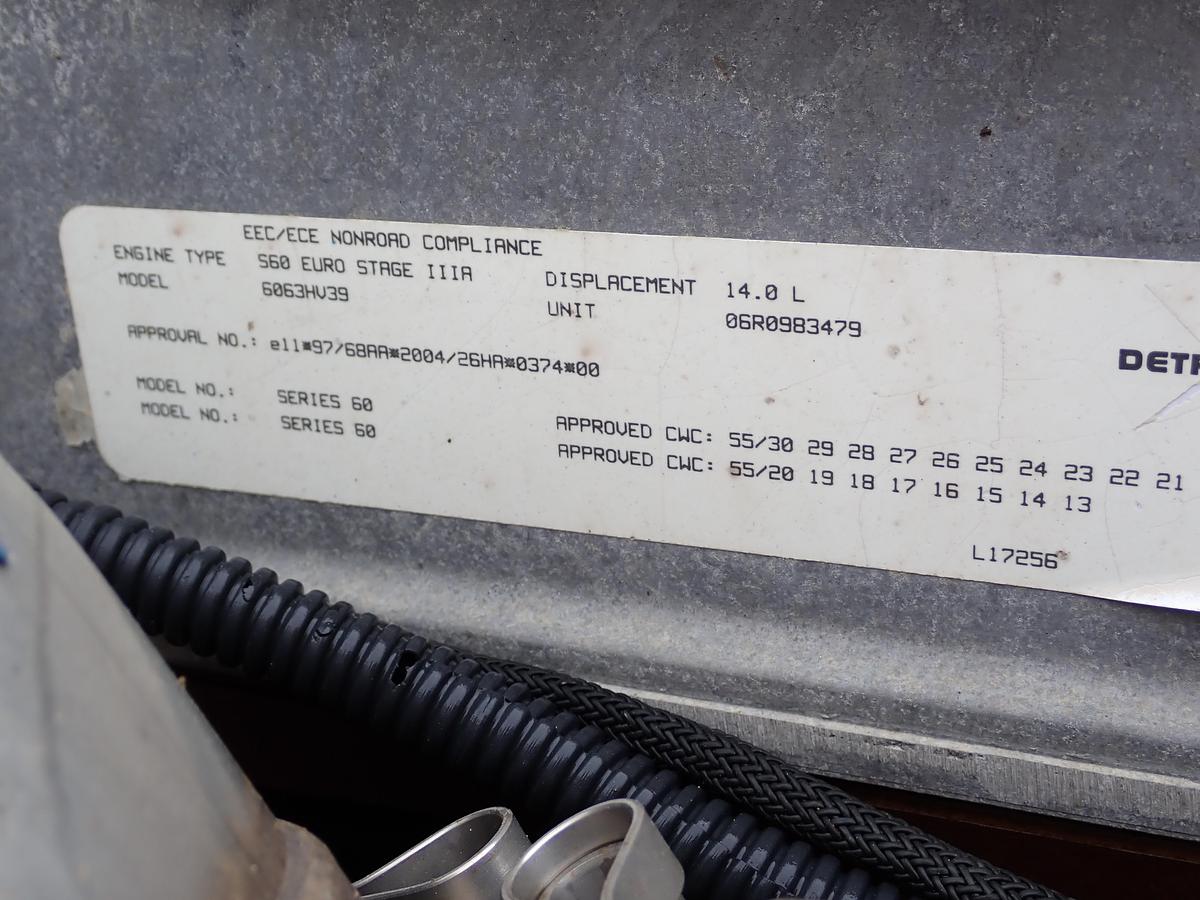 EEC/ECE NONROAD COMPLIANCE
ENGINE TYPE S60 EURO STAGE IIIA DISPLACEMENT 14.0 L
MODEL 6063HV39 UNIT 06R0983479
DETR
APPROVAL NO.: e11*97/68AA*2004/26HA*0374*00
MODEL NO.: SERIES 60 APPROVED CWC: 55/30 29 28 27 26 25 24 23 22 21
MODEL NO.: SERIES 60 APPROVED CWC: 55/20 19 18 17 16 15 14 13
L17256